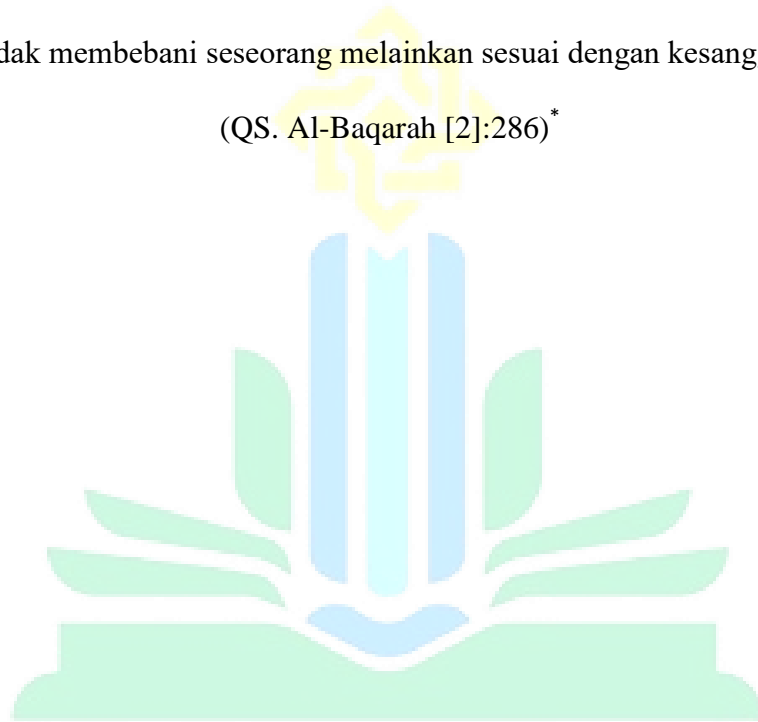 dak membebani seseorang melainkan sesuai dengan kesang
(QS. Al-Baqarah [2]:286)*